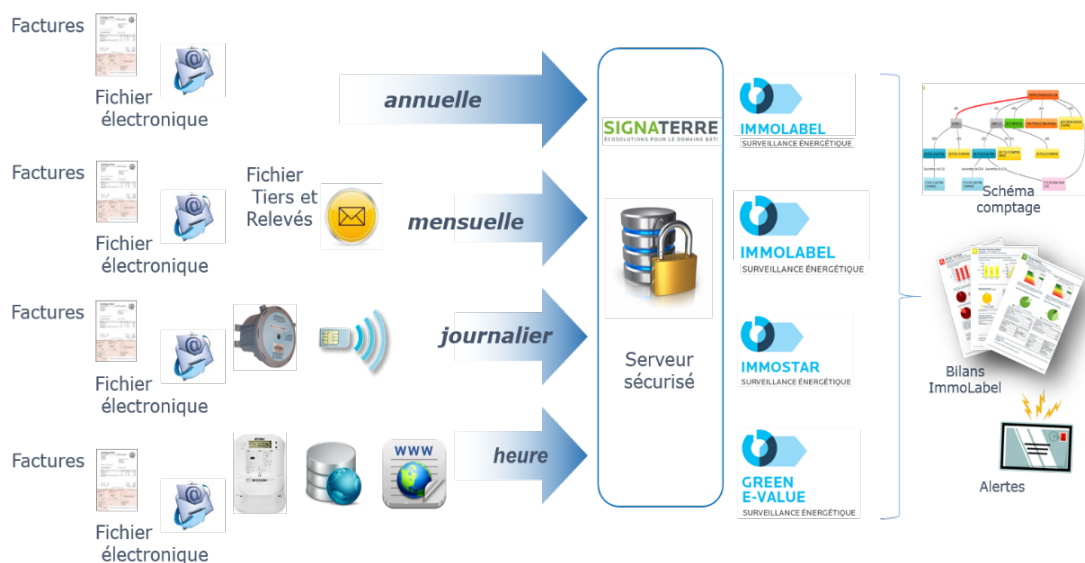 Factures
Fichier
électronique
annuelle
SIGNATERRE
ÉCOSOLUTIONS POUR LE DOMAINE BÂTI
IMMOLABEL
SURVEILLANCE ÉNERGÉTIQUE
Schéma
comptage
Factures
Fichier
électronique
Fichier
Tiers et
Relevés
mensuelle
IMMOLABEL
SURVEILLANCE ÉNERGÉTIQUE
Factures
Fichier
électronique
journalier
Serveur
sécurisé
IMMOSTAR
SURVEILLANCE ÉNERGÉTIQUE
Bilans
ImmoLabel
Factures
Fichier
électronique
WWW
heure
GREEN
E-VALUE
SURVEILLANCE ÉNERGÉTIQUE
Alertes